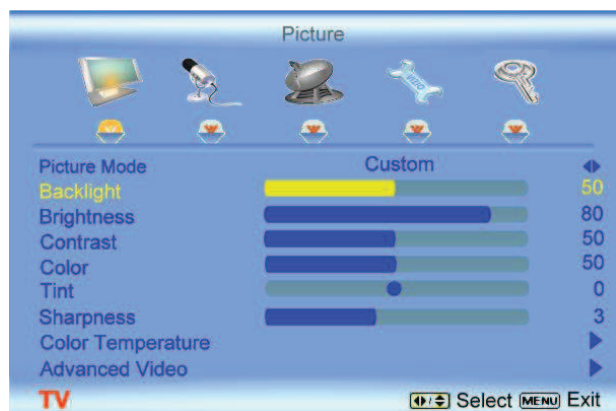 Picture
Picture Mode Custom
Backlight 50
Brightness 80
Contrast 50
Color 50
Tint 0
Sharpness 3
Color Temperature
Advanced Video
TV Select MENU Exit